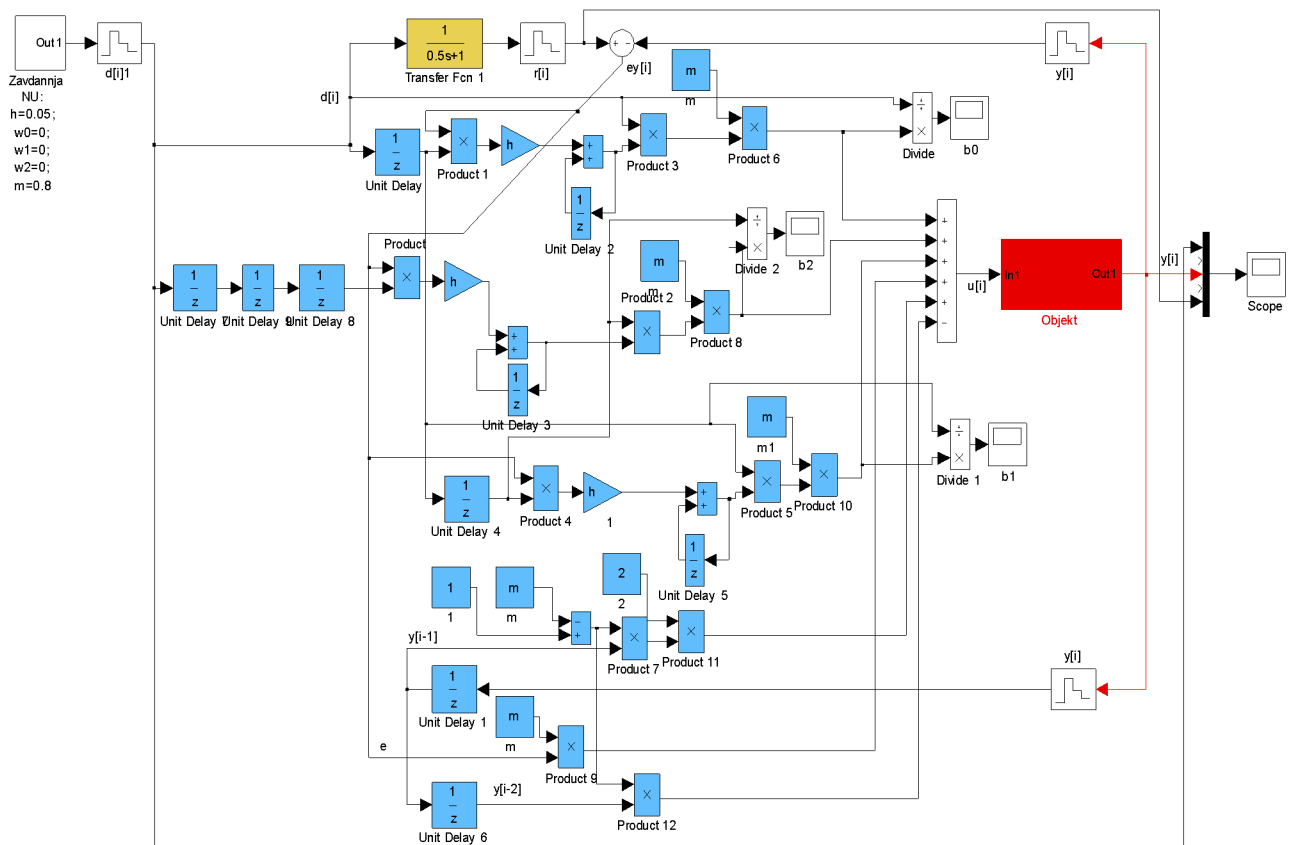 Out1
Zavdannja
NU:
h=0.05;
w0=0;
w1=0;
w2=0;
m=0.8
d[i]1
1
0.5s+1
Transfer Fcn 1
r[i]
+ -
ey[i]
y[i]
m
m
d[i]
÷
×
Divide
b0
1
z
Unit Delay
×
Product 1
h
+
+
×
Product 3
×
Product 6
1
z
Unit Delay 2
÷
×
Divide 2
b2
Product
×
h
m
m
Product 2
×
×
Product 8
1
z
Unit Delay 7
1
z
Unit Delay 9
1
z
Unit Delay 8
+
+
1
z
Unit Delay 3
+
+
+
+
+
−
u[i]
In1
Out1
Objekt
y[i]
Scope
m
m1
÷
×
Divide 1
b1
1
z
Unit Delay 4
×
Product 4
h
1
+
+
×
Product 5
×
Product 10
1
z
Unit Delay 5
1
1
m
m
2
2
−
+
×
Product 7
×
Product 11
y[i-1]
1
z
Unit Delay 1
y[i]
m
m
×
Product 9
e
1
z
Unit Delay 6
y[i-2]
×
Product 12